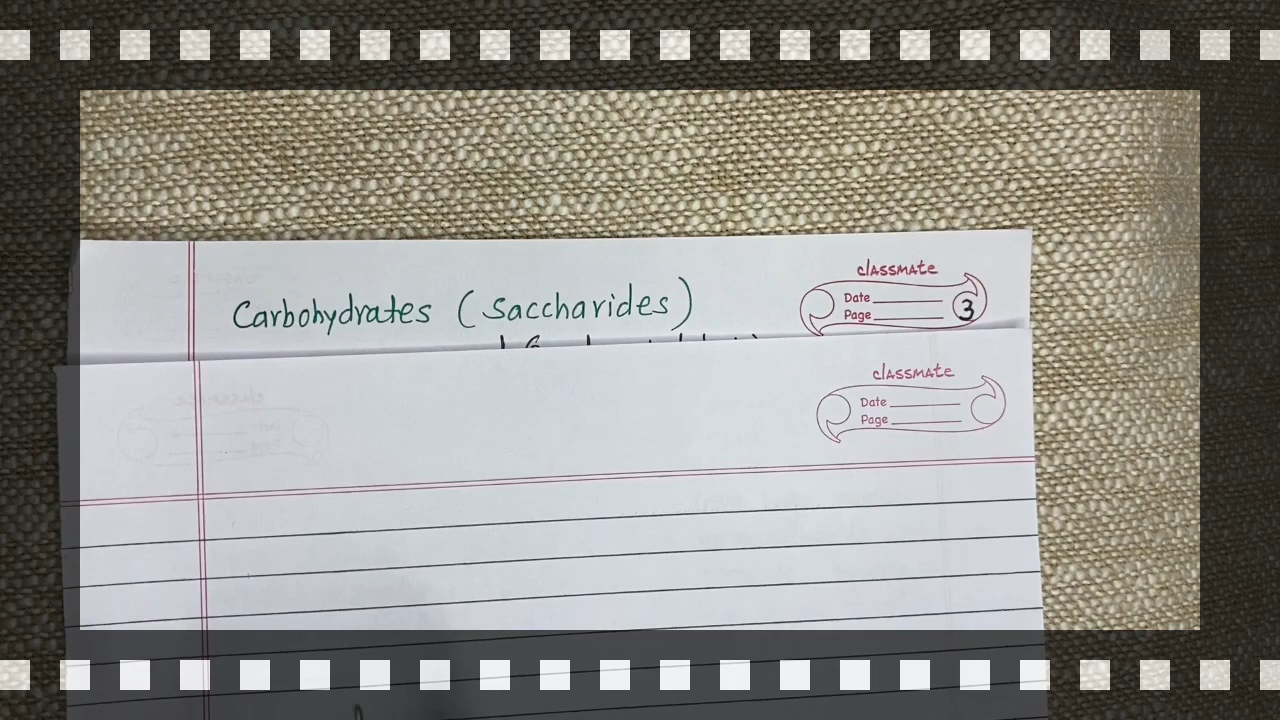 classmate
Date
Page
3
Carbohydrates (saccharides)
classmate
Date
Page